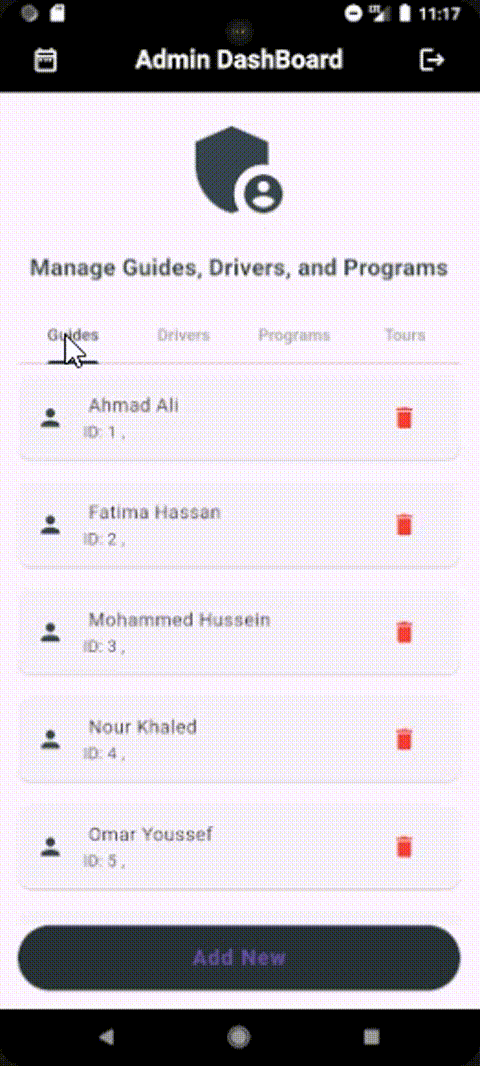 11:17
Admin DashBoard
Manage Guides, Drivers, and Programs
Guides Drivers Programs Tours
Ahmad Ali
ID: 1 ,
Fatima Hassan
ID: 2 ,
Mohammed Hussein
ID: 3 ,
Nour Khaled
ID: 4 ,
Omar Youssef
ID: 5 ,
Add New